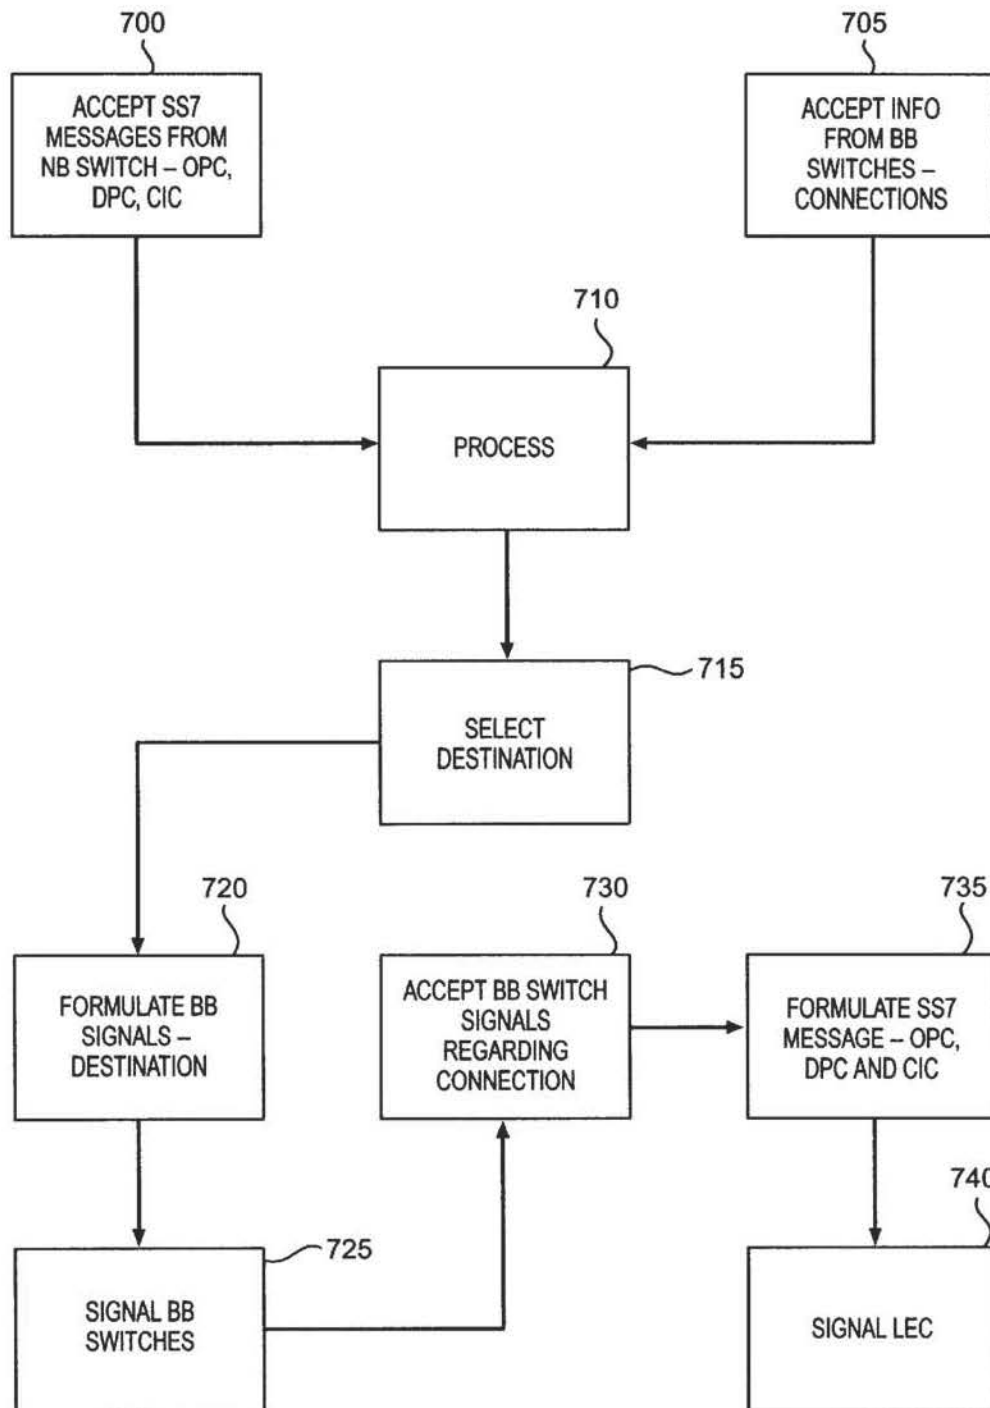 700
705
ACCEPT SS7
MESSAGES FROM
NB SWITCH – OPC,
DPC, CIC
ACCEPT INFO
FROM BB
SWITCHES –
CONNECTIONS
710
PROCESS
715
SELECT
DESTINATION
720
730
735
FORMULATE BB
SIGNALS –
DESTINATION
ACCEPT BB SWITCH
SIGNALS
REGARDING
CONNECTION
FORMULATE SS7
MESSAGE – OPC,
DPC AND CIC
725
740
SIGNAL BB
SWITCHES
SIGNAL LEC